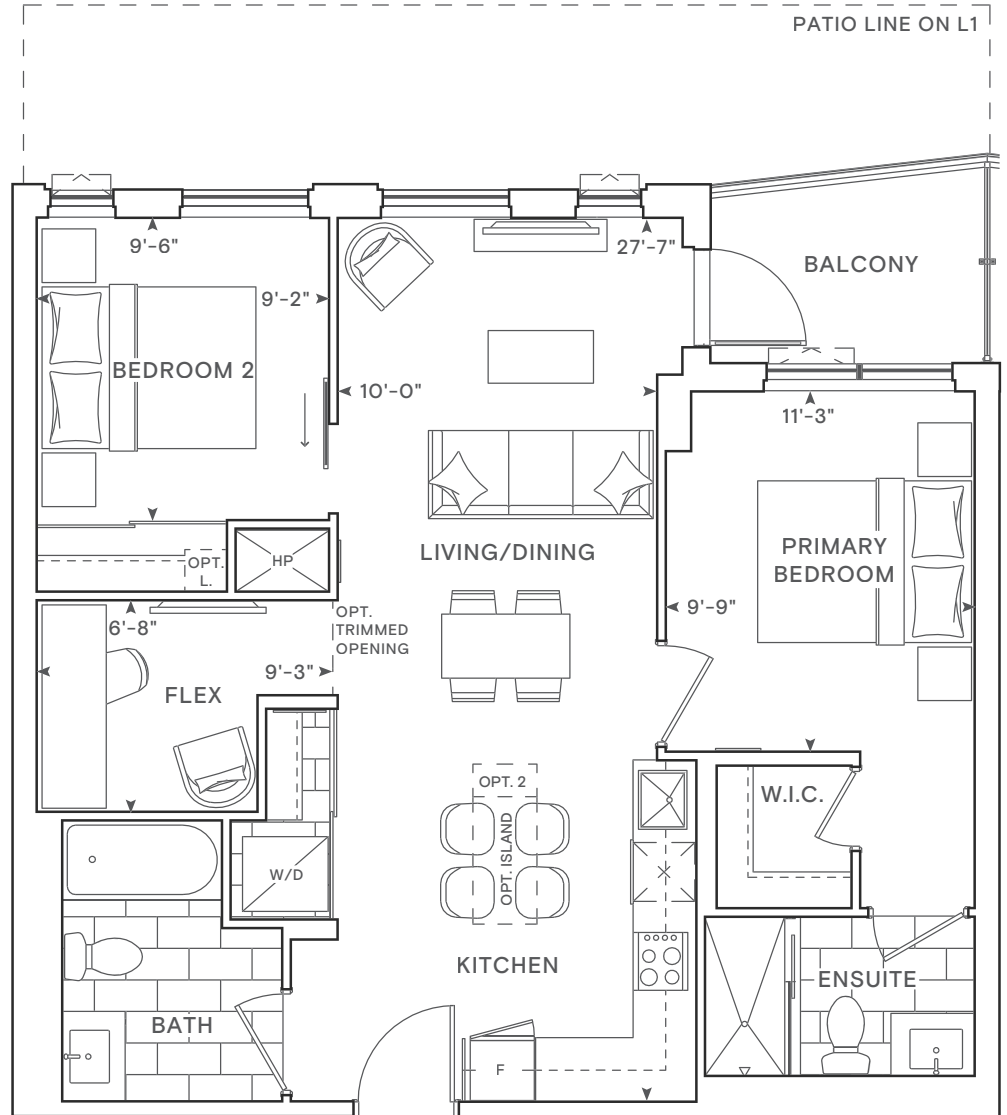 PATIO LINE ON L1
9'-6"
27'-7"
BALCONY
9'-2"
BEDROOM 2
10'-0"
11'-3"
LIVING/DINING
PRIMARY
BEDROOM
OPT.
L.
HP
9'-9"
6'-8"
OPT.
TRIMMED
OPENING
9'-3"
FLEX
OPT. 2
OPT. ISLAND
W.I.C.
W/D
KITCHEN
ENSUITE
BATH
F